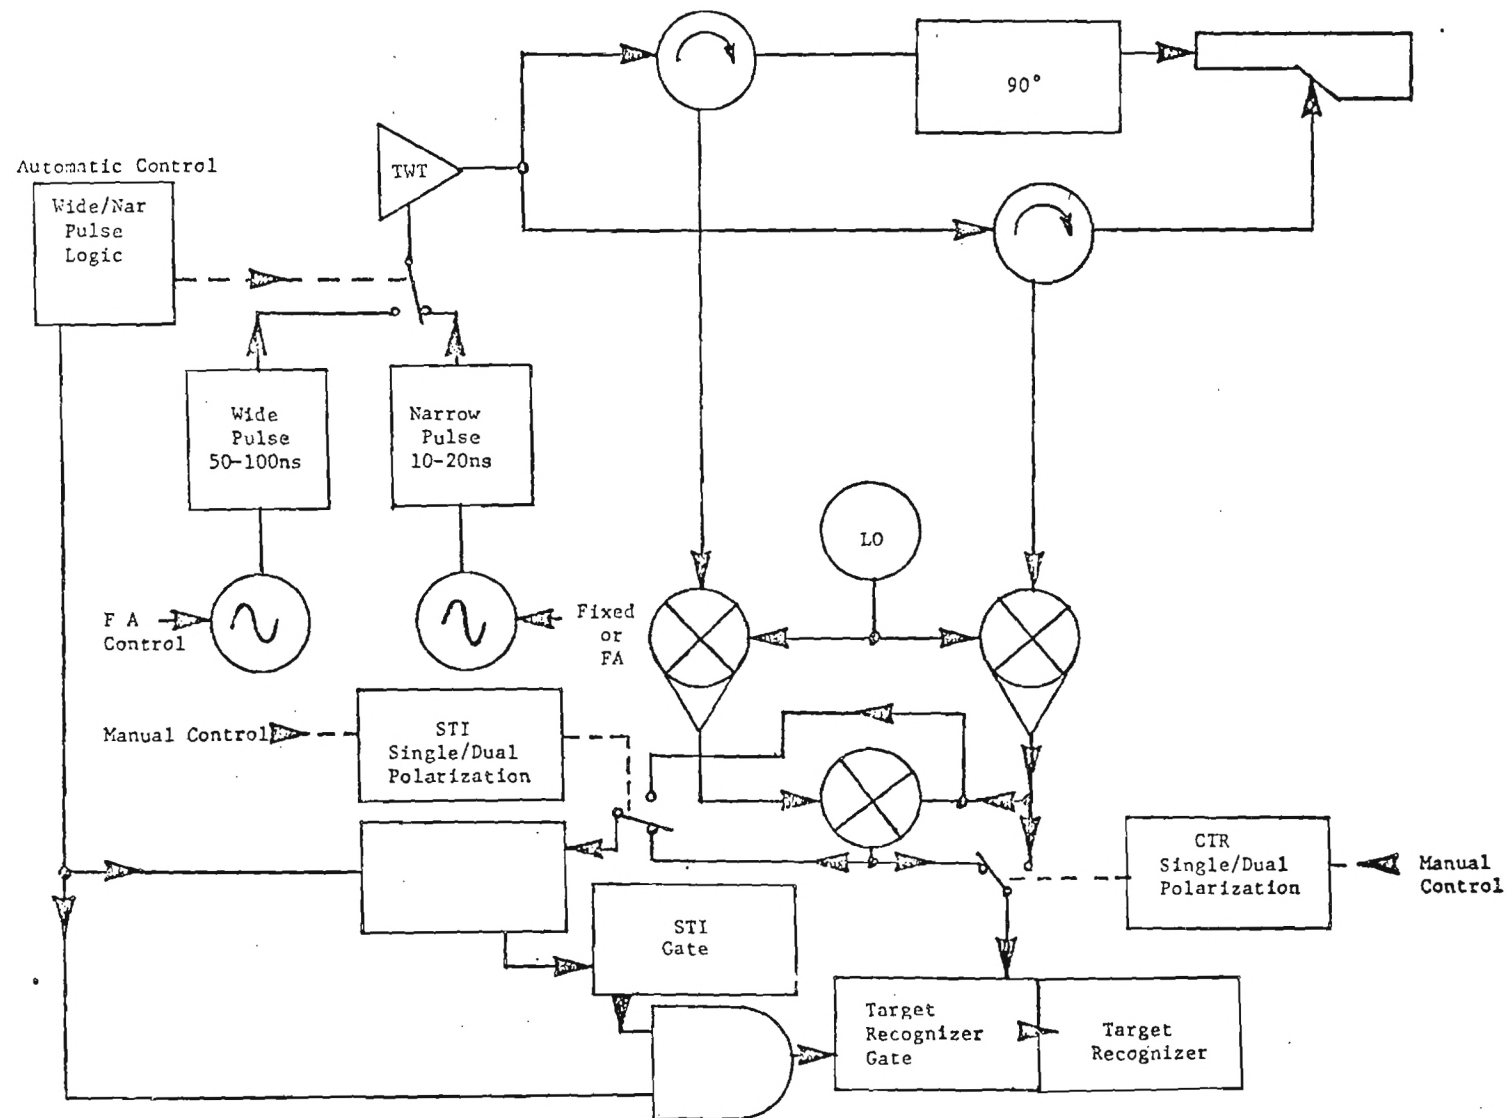 90°
TWT
Automatic Control
Wide/Nar
Pulse
Logic
Wide
Pulse
50-100ns
Narrow
Pulse
10-20ns
LO
F A
Control
Fixed
or
FA
Manual Control
STI
Single/Dual
Polarization
CTR
Single/Dual
Polarization
Manual
Control
STI
Gate
Target
Recognizer
Gate
Target
Recognizer